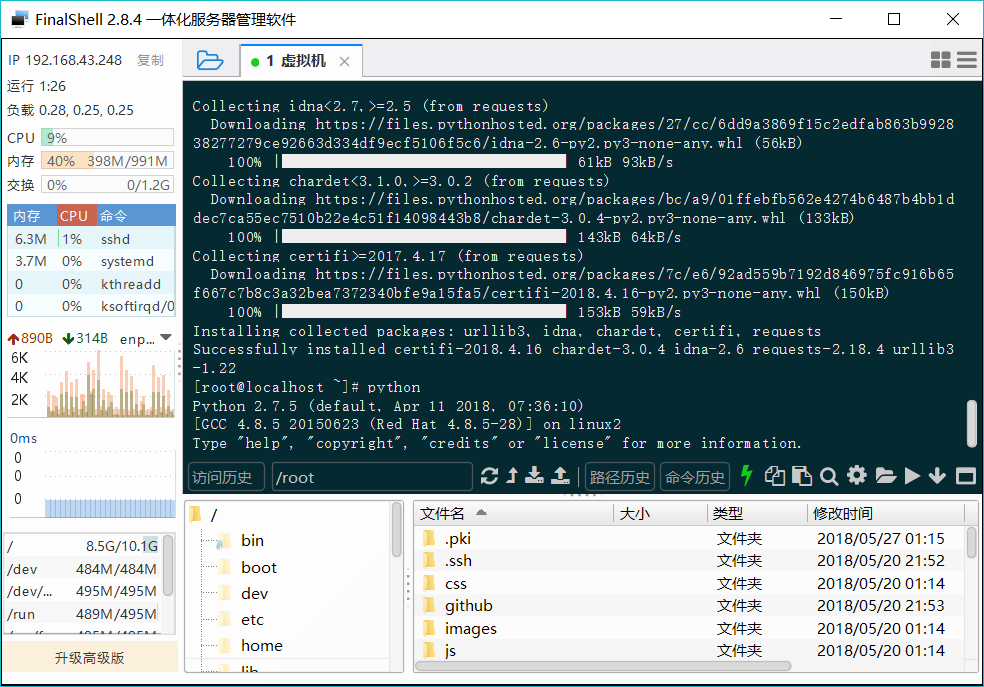 FinalShell 2.8.4 一体化服务器管理软件
IP 192.168.43.248 复制
运行 1:26
负载 0.28, 0.25, 0.25
CPU 9%
内存 40% 398M/991M
交换 0% 0/1.2G
内存 CPU 命令
6.3M 1% sshd
3.7M 0% systemd
0 0% kthreadd
0 0% ksoftirqd/0
890B 314B enp...
6K
4K
2K
0ms
0
0
0
/ 8.5G/10.1G
/dev 484M/484M
/dev/... 495M/495M
/run 489M/495M
升级高级版
1 虚拟机
Collecting idna<2.7,>=2.5 (from requests)
Downloading https://files.pythonhosted.org/packages/27/cc/6dd9a3869f15c2edfab863b9928
38277279ce92663d334df9ecf5106f5c6/idna-2.6-py2.py3-none-any.whl (56kB)
100% | | 61kB 93kB/s
Collecting chardet<3.1.0,>=3.0.2 (from requests)
Downloading https://files.pythonhosted.org/packages/bc/a9/01ffebfb562e4274b6487b4bb1d
dec7ca55ec7510b22e4c51f14098443b8/chardet-3.0.4-py2.py3-none-any.whl (133kB)
100% | | 143kB 64kB/s
Collecting certifi>=2017.4.17 (from requests)
Downloading https://files.pythonhosted.org/packages/7c/e6/92ad559b7192d846975fc916b65
f667c7b8c3a32bea7372340bfe9a15fa5/certifi-2018.4.16-py2.py3-none-any.whl (150kB)
100% | | 153kB 59kB/s
Installing collected packages: urllib3, idna, chardet, certifi, requests
Successfully installed certifi-2018.4.16 chardet-3.0.4 idna-2.6 requests-2.18.4 urllib3
-1.22
[root@localhost ~]# python
Python 2.7.5 (default, Apr 11 2018, 07:36:10)
[GCC 4.8.5 20150623 (Red Hat 4.8.5-28)] on linux2
Type "help", "copyright", "credits" or "license" for more information.
访问历史 /root 路径历史 命令历史
/
bin
boot
dev
etc
home
lib
文件名 大小 类型 修改时间
.pki 文件夹 2018/05/27 01:15
.ssh 文件夹 2018/05/20 21:52
css 文件夹 2018/05/20 01:14
github 文件夹 2018/05/20 21:53
images 文件夹 2018/05/20 01:14
js 文件夹 2018/05/20 01:14